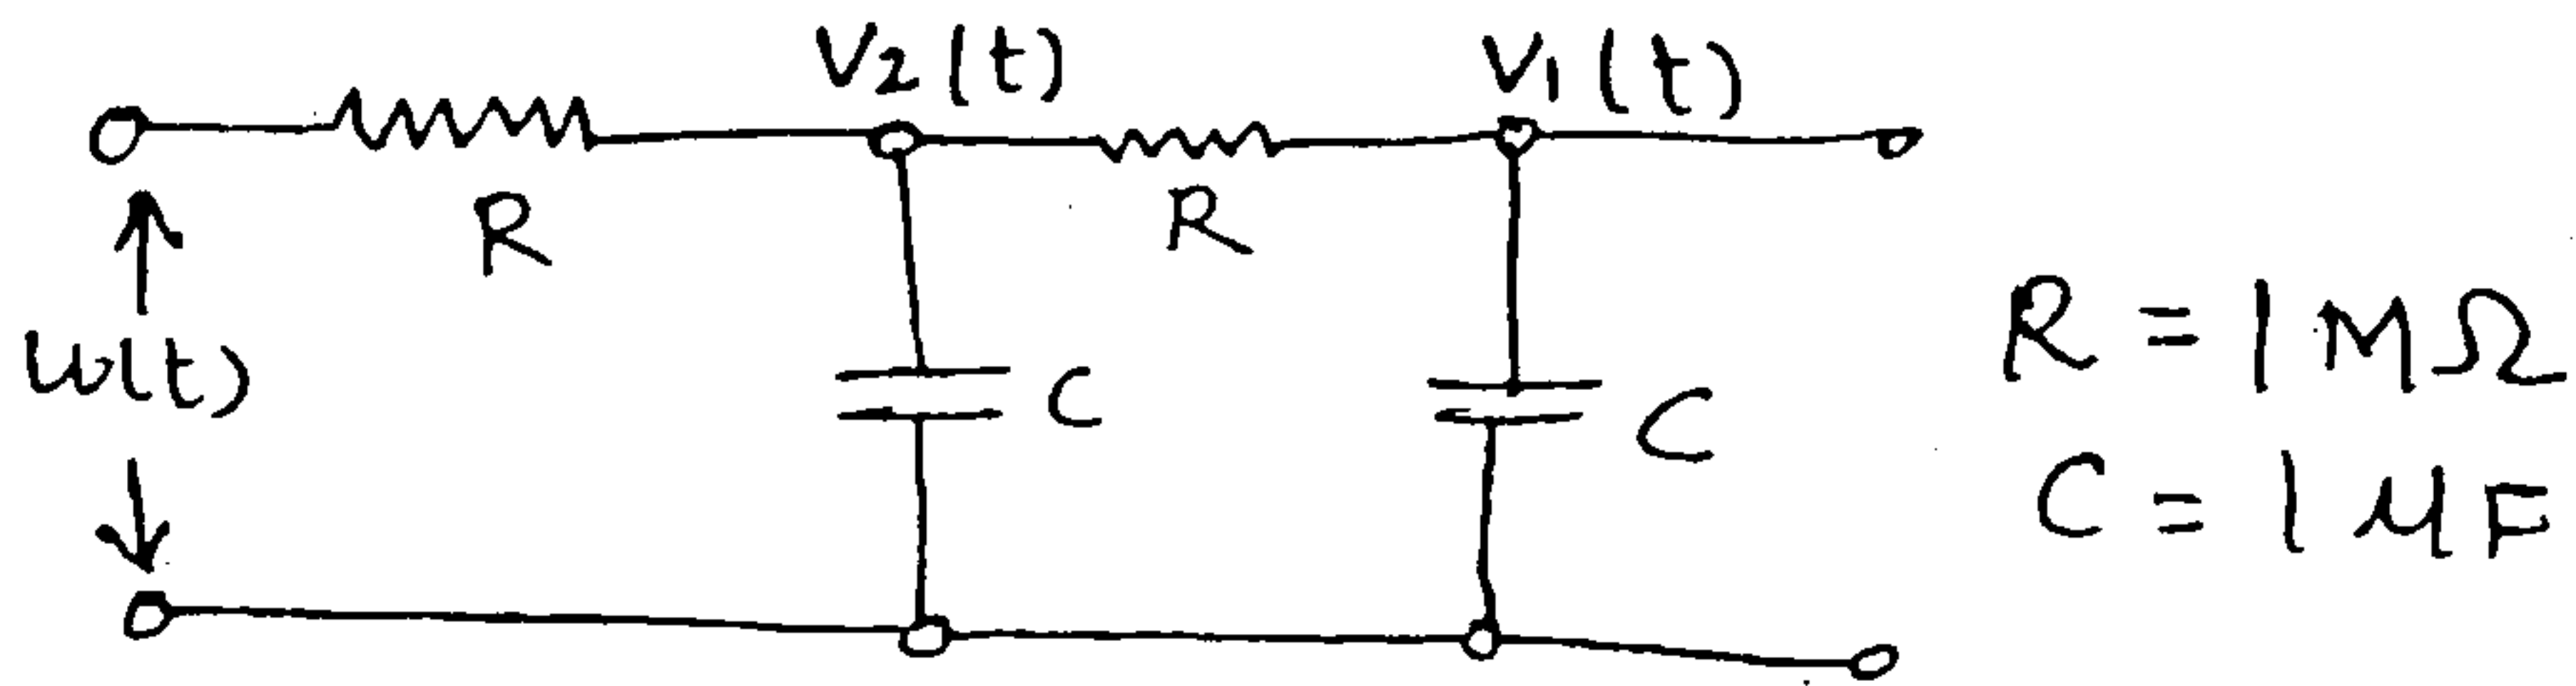 V2(t)
V1(t)
R
R
u(t)
C
C
R = 1 MΩ
C = 1 μF